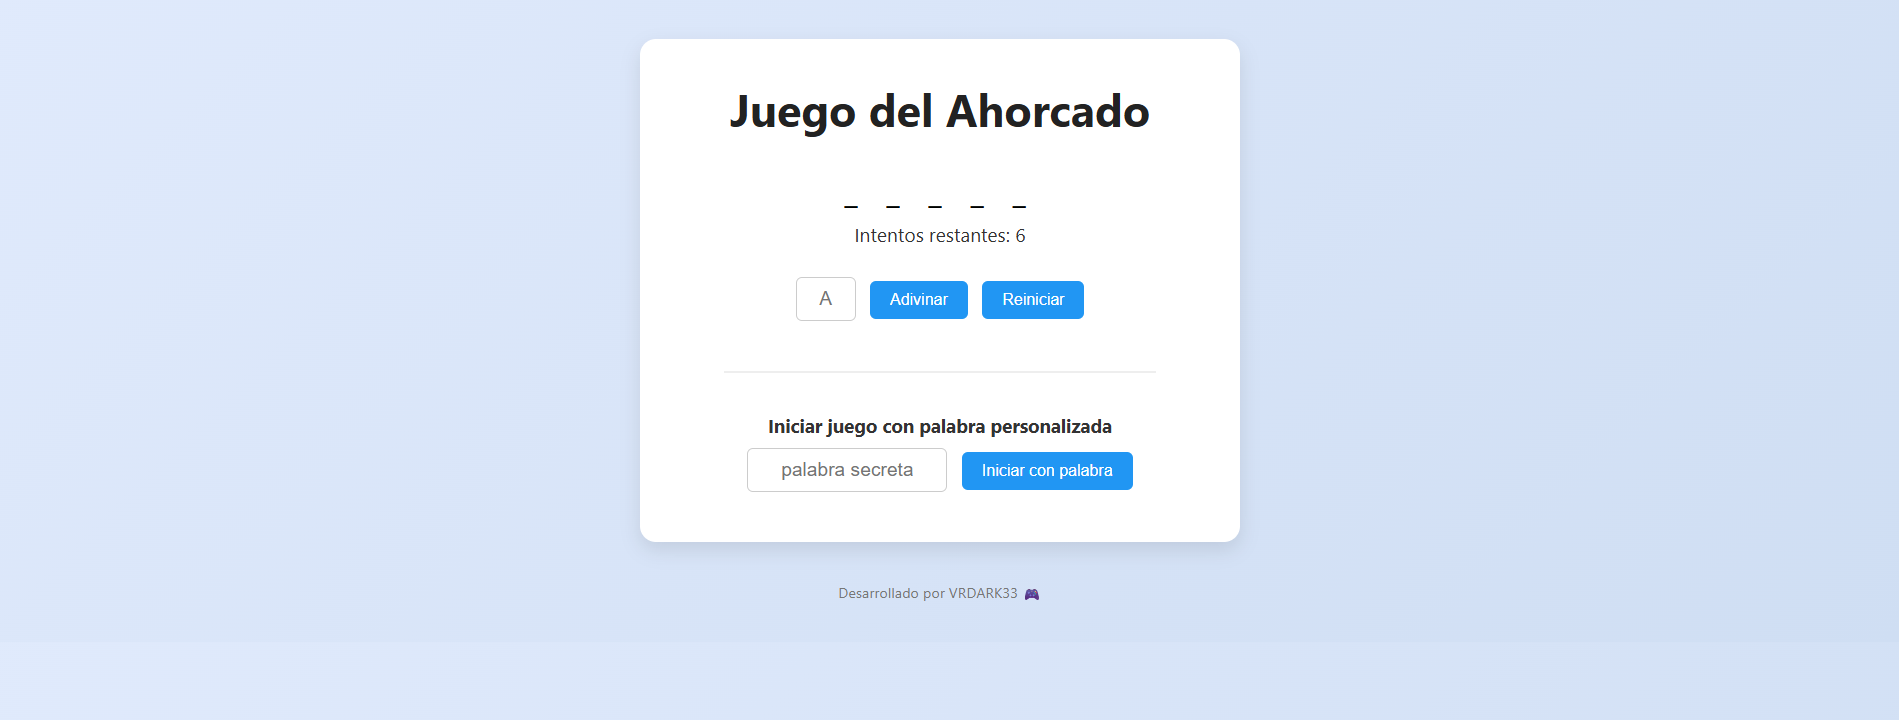 Juego del Ahorcado
_ _ _ _ _
Intentos restantes: 6
A Adivinar Reiniciar
Iniciar juego con palabra personalizada
palabra secreta Iniciar con palabra
Desarrollado por VRDARK33 🎮